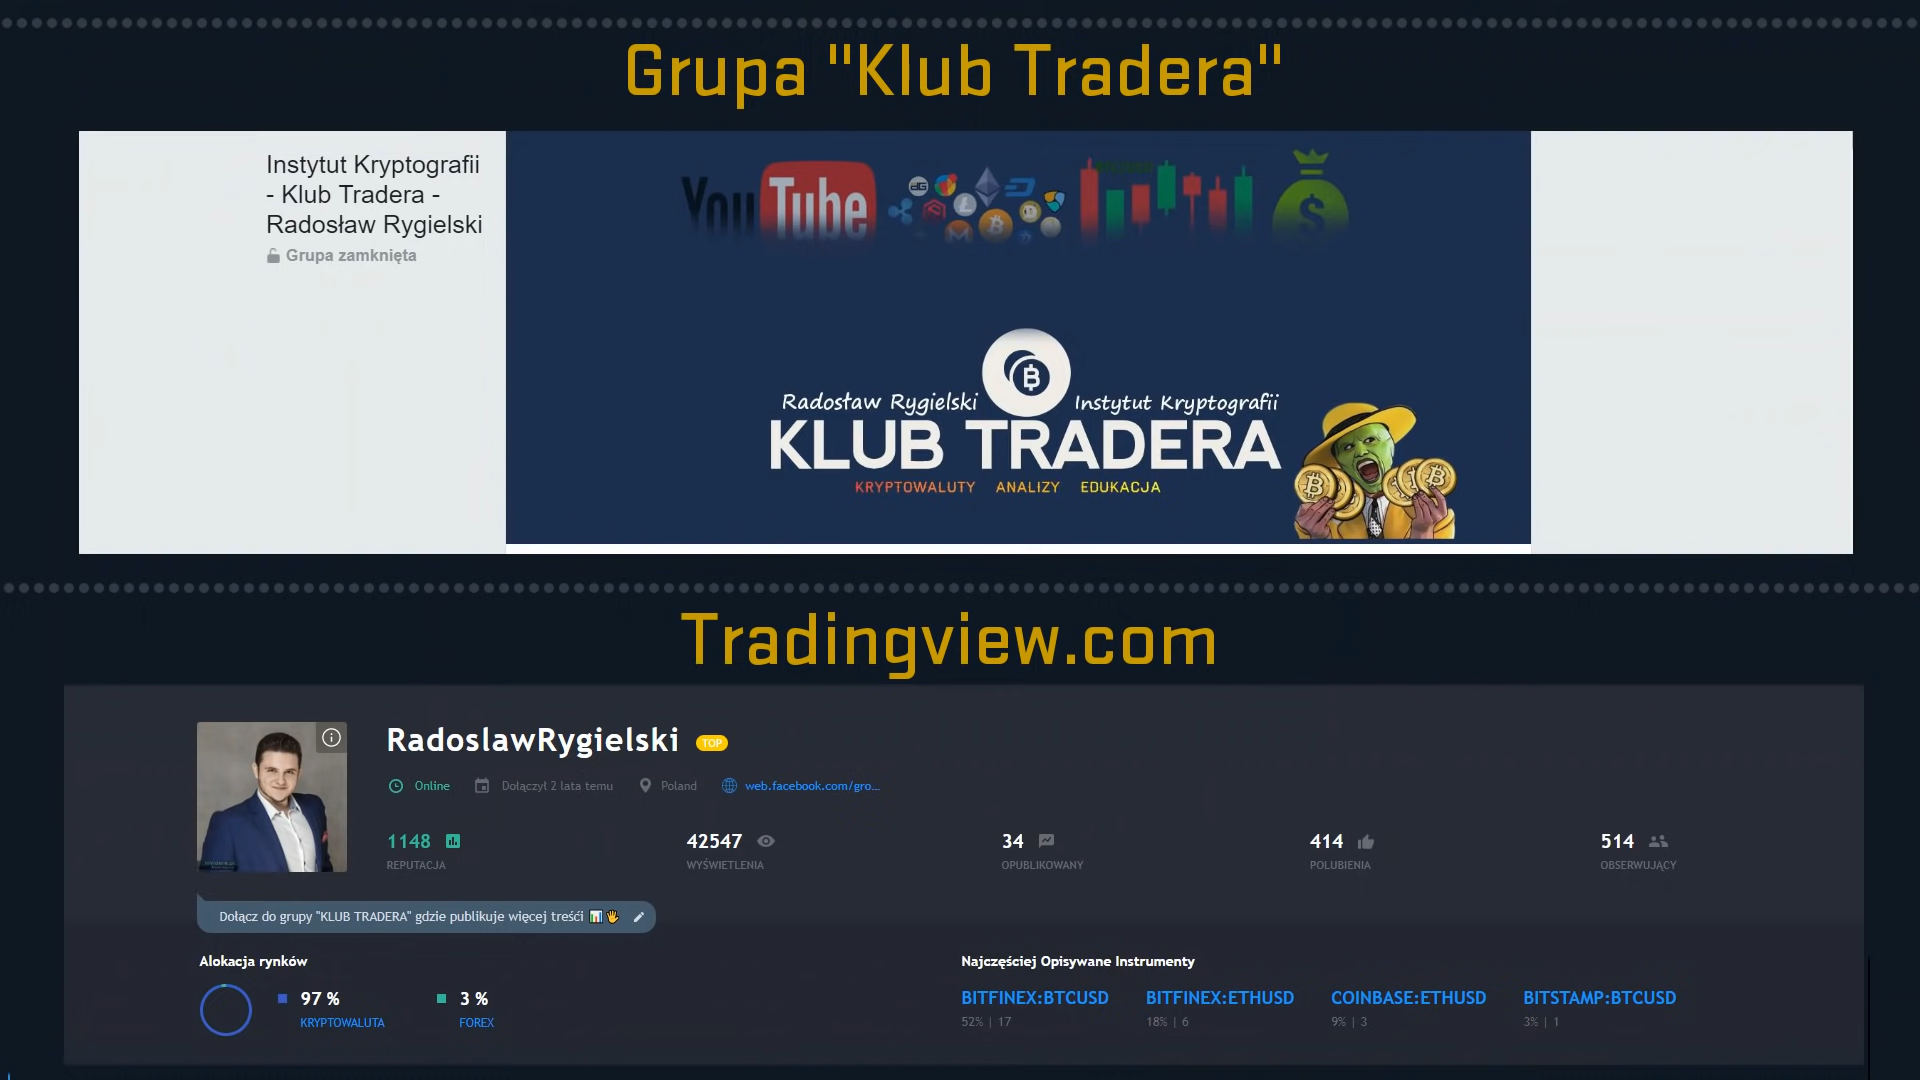 Grupa "Klub Tradera"
Instytut Kryptografii
- Klub Tradera -
Radosław Rygielski
Grupa zamknięta
YouTube
Radosław Rygielski
Instytut Kryptografii
KLUB TRADERA
KRYPTOWALUTY ANALIZY EDUKACJA
Tradingview.com
RadoslawRygielski TOP
Online Dołączył 2 lata temu Poland web.facebook.com/gro...
1148 42547 34 414 514
REPUTACJA WYŚWIETLENIA OPUBLIKOWANY POLUBIENIA OBSERWUJĄCY
Dołącz do grupy "KLUB TRADERA" gdzie publikuje więcej treśći
Alokacja rynków
97 % 3 %
KRYPTOWALUTA FOREX
Najczęściej Opisywane Instrumenty
BITFINEX:BTCUSD BITFINEX:ETHUSD COINBASE:ETHUSD BITSTAMP:BTCUSD
52% | 17 18% | 6 9% | 3 3% | 1